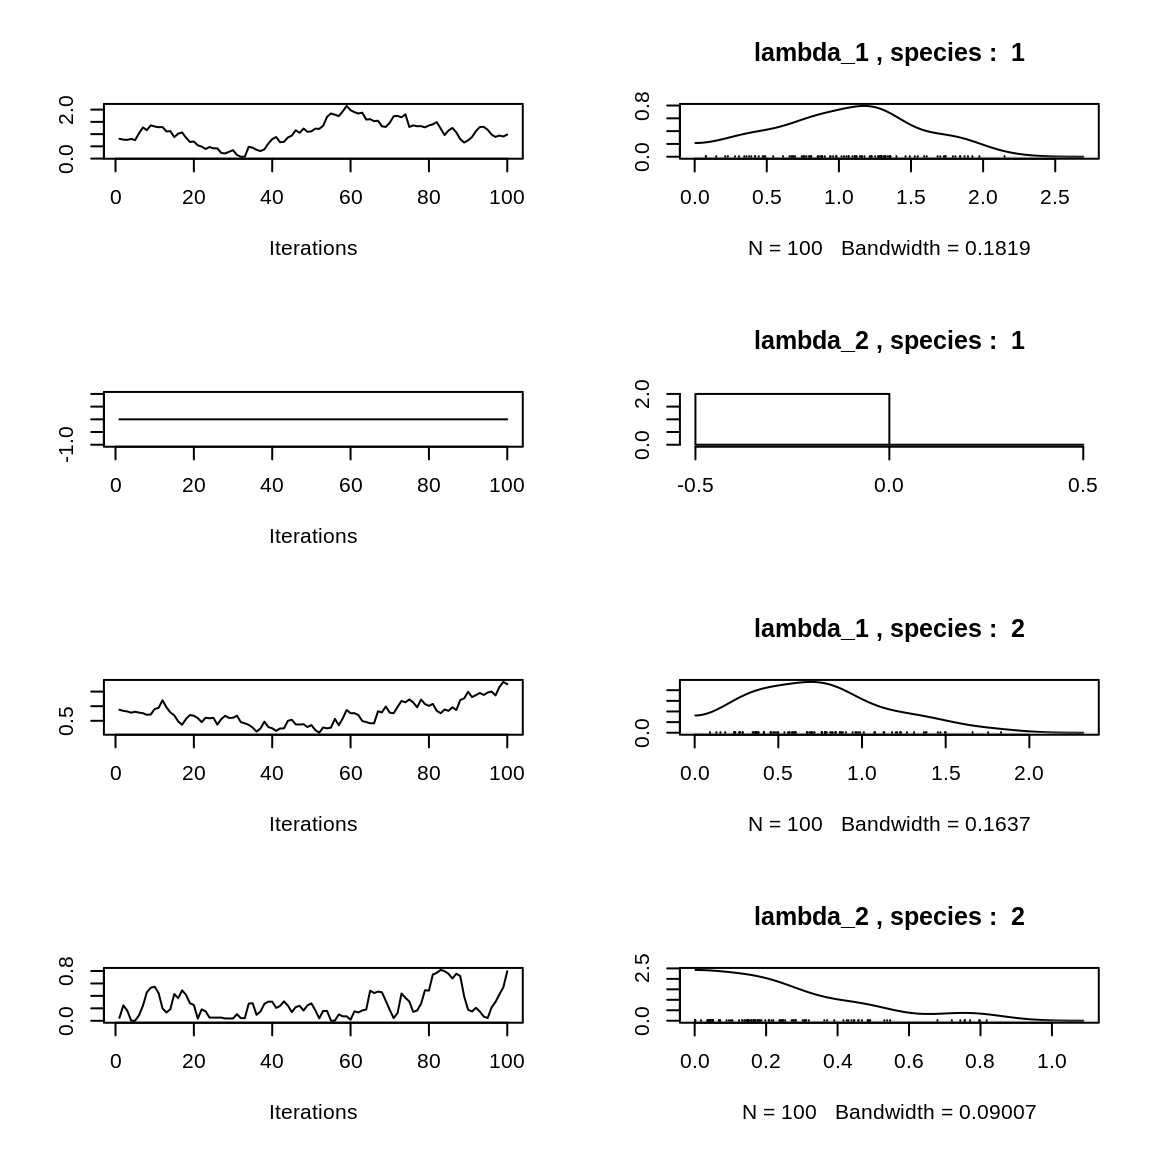 lambda_1 , species :  1
2.0
0.0
0 20 40 60 80 100
Iterations
0.8
0.0
0.0 0.5 1.0 1.5 2.0 2.5
N = 100   Bandwidth = 0.1819
lambda_2 , species :  1
-1.0
0 20 40 60 80 100
Iterations
2.0
0.0
-0.5 0.0 0.5
lambda_1 , species :  2
0.5
0 20 40 60 80 100
Iterations
0.0
0.0 0.5 1.0 1.5 2.0
N = 100   Bandwidth = 0.1637
lambda_2 , species :  2
0.8
0.0
0 20 40 60 80 100
Iterations
2.5
0.0
0.0 0.2 0.4 0.6 0.8 1.0
N = 100   Bandwidth = 0.09007